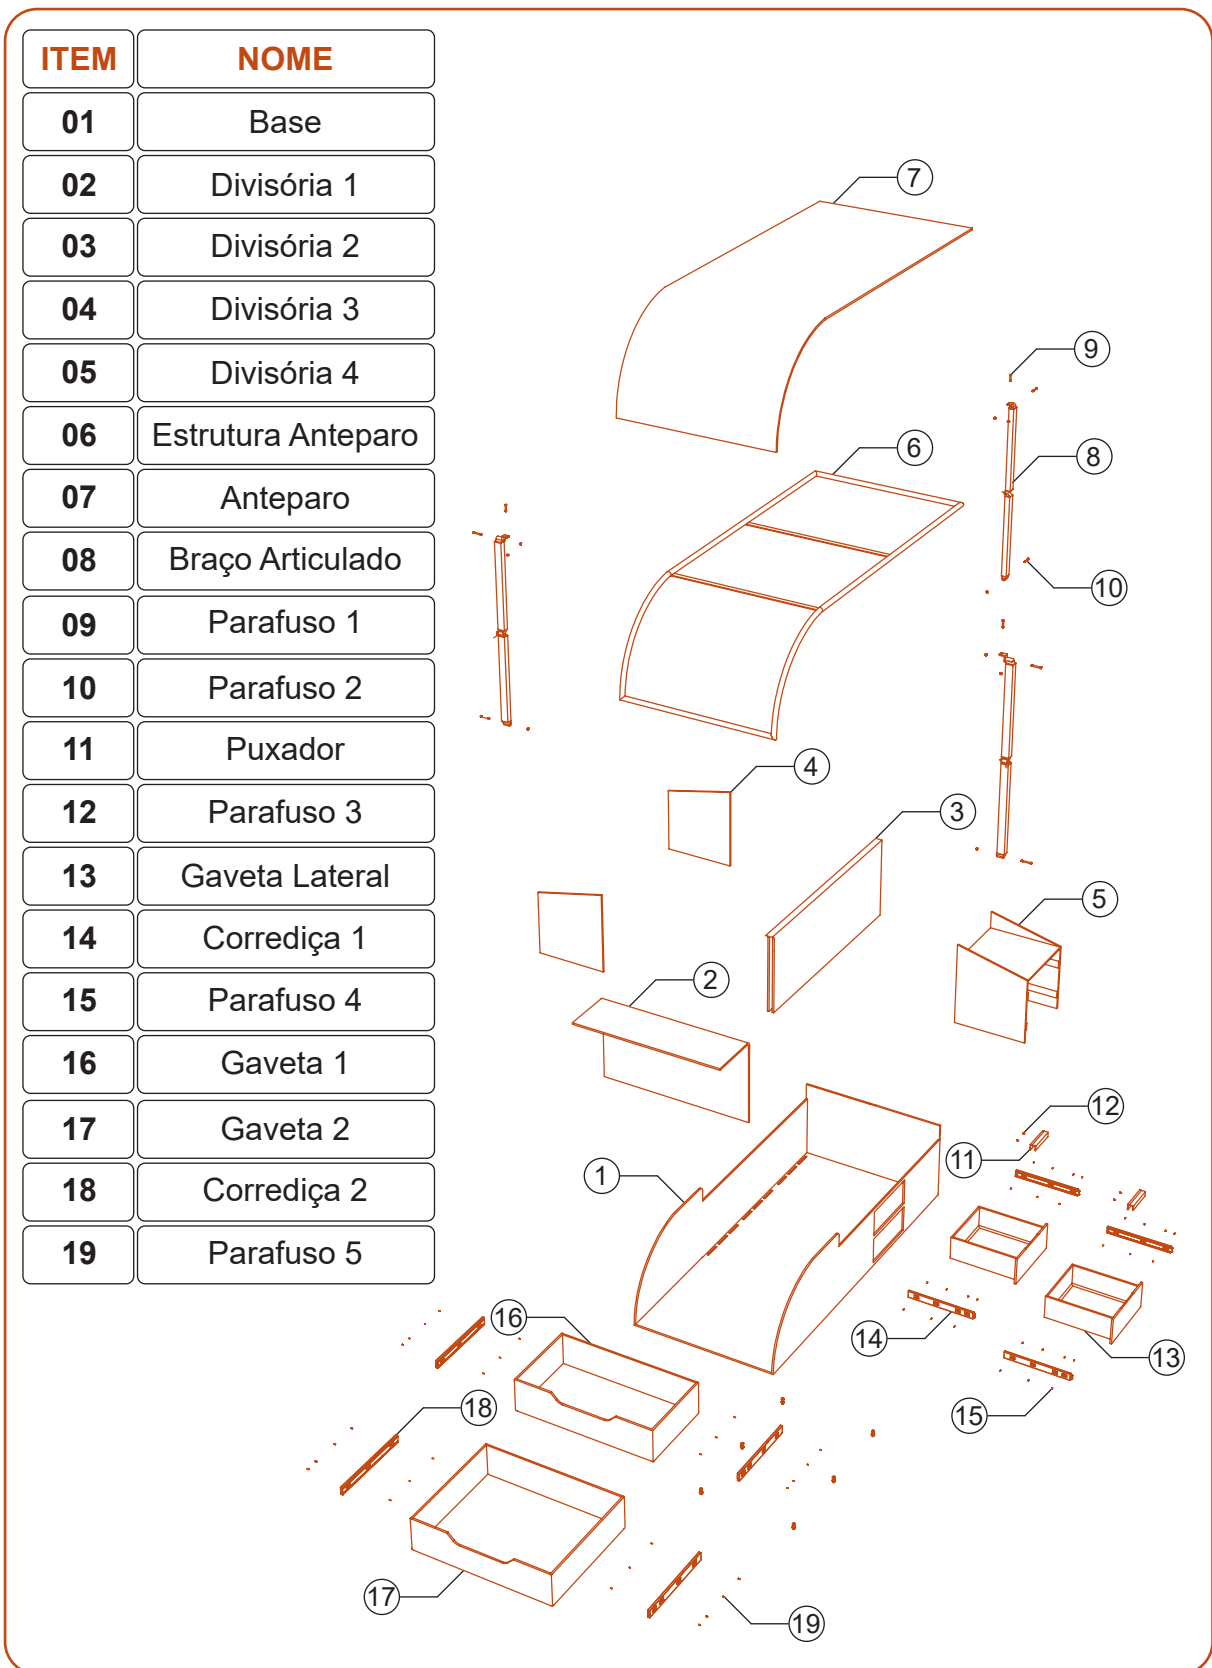 ITEM NOME
01 Base
02 Divisória 1
03 Divisória 2
04 Divisória 3
05 Divisória 4
06 Estrutura Anteparo
07 Anteparo
08 Braço Articulado
09 Parafuso 1
10 Parafuso 2
11 Puxador
12 Parafuso 3
13 Gaveta Lateral
14 Corrediça 1
15 Parafuso 4
16 Gaveta 1
17 Gaveta 2
18 Corrediça 2
19 Parafuso 5
7
9
6
8
10
4
3
5
2
12
11
1
16
14
13
18
15
17
19